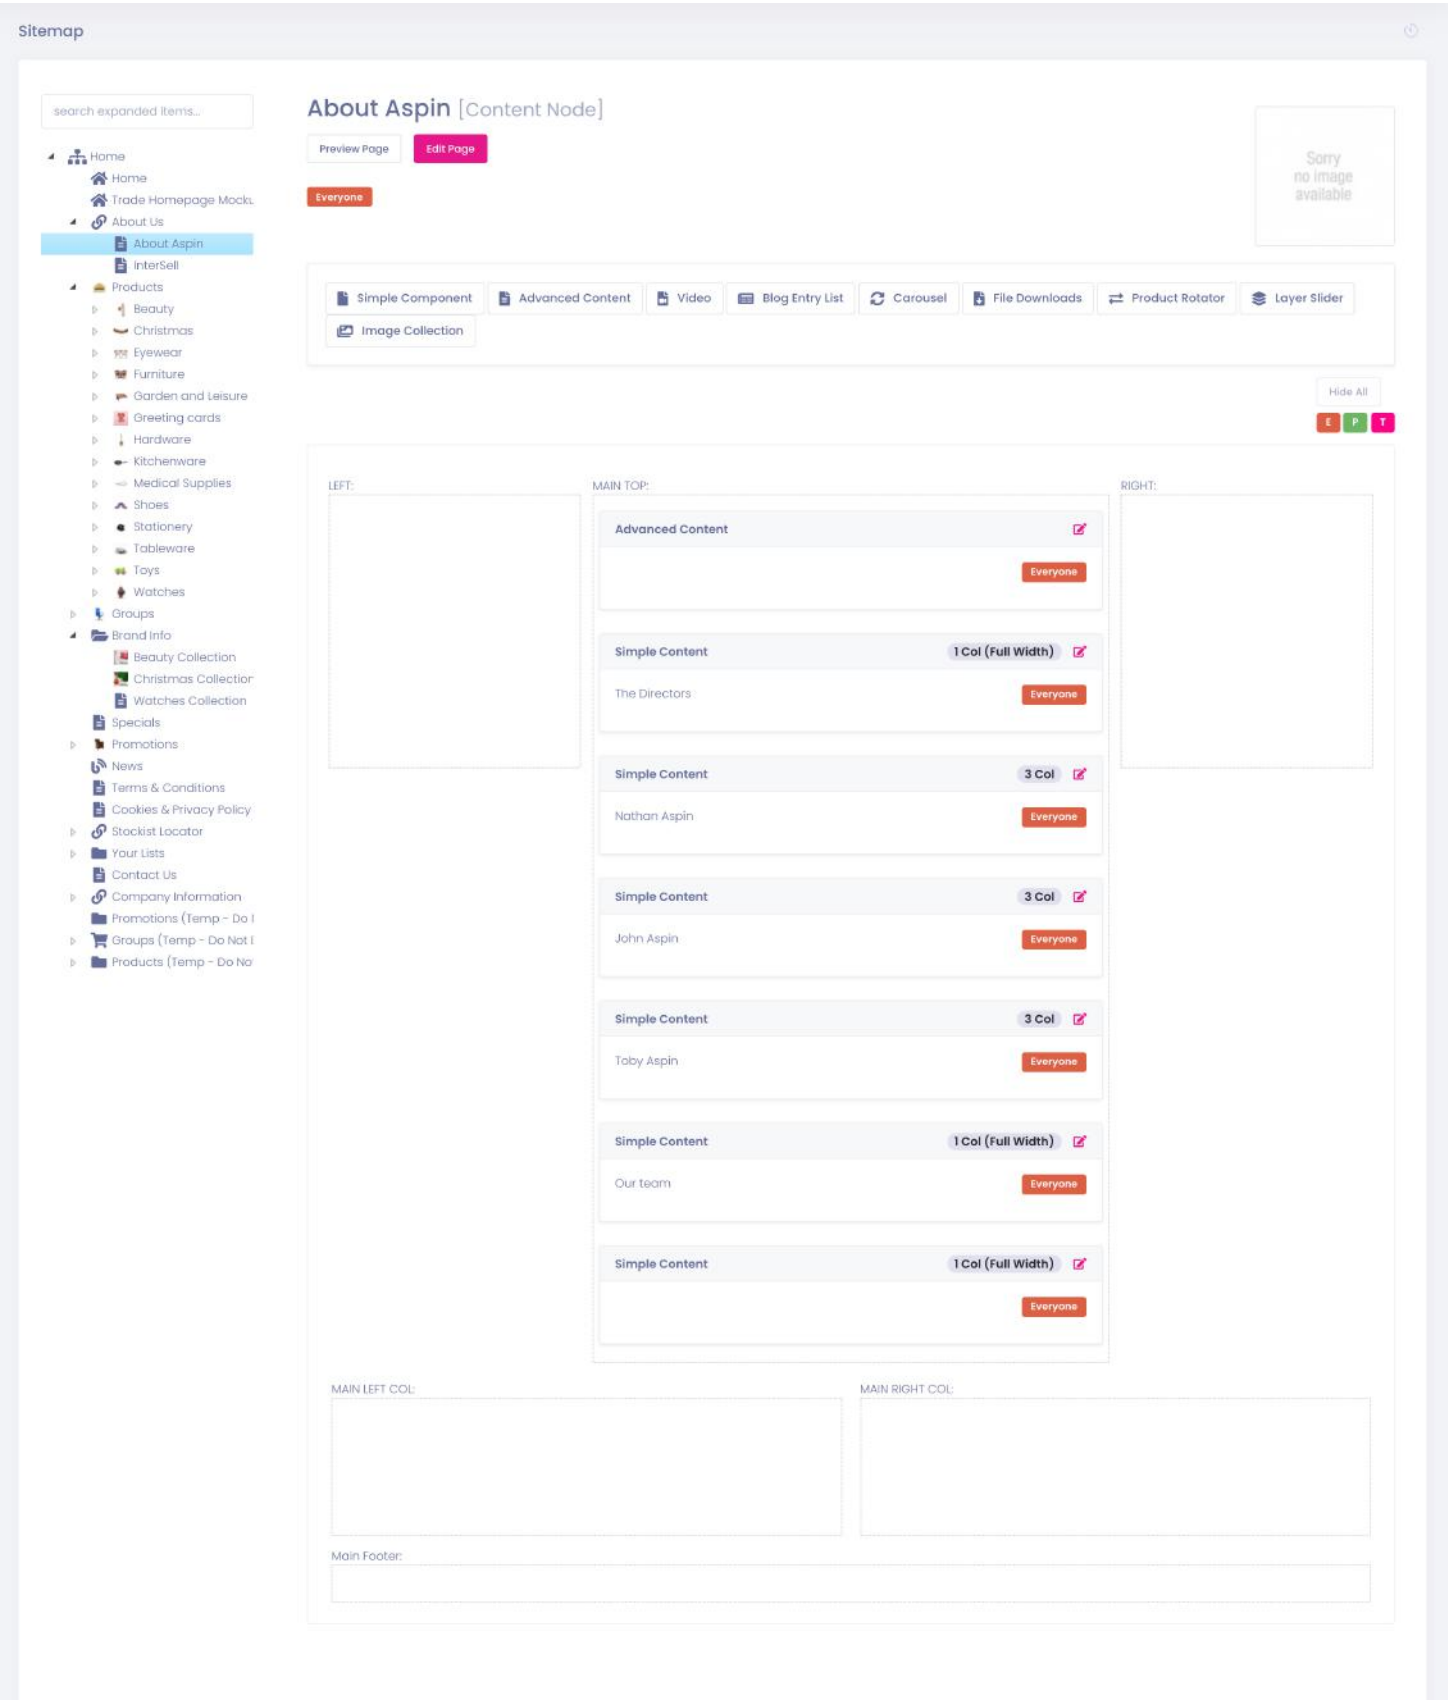 Sitemap
search expanded items...
Home
Home
Trade Homepage Mocku
About Us
About Aspin
InterSell
Products
Beauty
Christmas
Eyewear
Furniture
Garden and Leisure
Greeting cards
Hardware
Kitchenware
Medical Supplies
Shoes
Stationery
Tableware
Toys
Watches
Groups
Brand Info
Beauty Collection
Christmas Collection
Watches Collection
Specials
Promotions
News
Terms & Conditions
Cookies & Privacy Policy
Stockist Locator
Your Lists
Contact Us
Company Information
Promotions (Temp - Do
Groups (Temp - Do Not
Products (Temp - Do No
About Aspin [Content Node]
Preview Page Edit Page
Everyone
Sorry
no image
available
Simple Component Advanced Content Video Blog Entry List Carousel File Downloads Product Rotator Layer Slider
Image Collection
Hide All
E P T
LEFT: MAIN TOP: RIGHT:
Advanced Content
Everyone
Simple Content 1 Col (Full Width)
The Directors Everyone
Simple Content 3 Col
Nathan Aspin Everyone
Simple Content 3 Col
John Aspin Everyone
Simple Content 3 Col
Toby Aspin Everyone
Simple Content 1 Col (Full Width)
Our team Everyone
Simple Content 1 Col (Full Width)
Everyone
MAIN LEFT COL: MAIN RIGHT COL:
Main Footer: